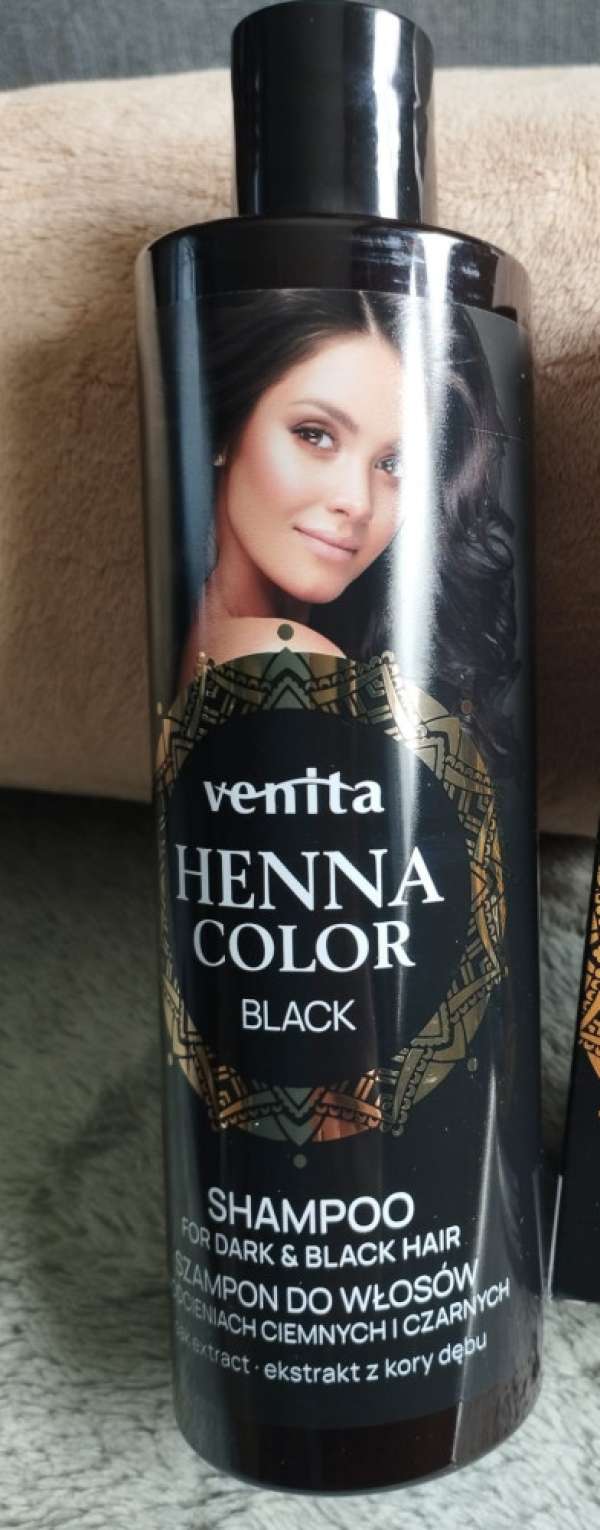 venita
HENNA
COLOR
BLACK
SHAMPOO
FOR DARK & BLACK HAIR
SZAMPON DO WŁOSÓW
CIEMNYCH I CZARNYCH
extract · ekstrakt z kory dębu